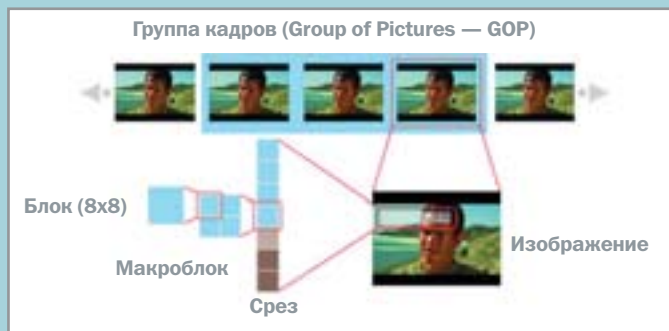 Группа кадров (Group of Pictures — GOP)
Блок (8x8)
Макроблок
Срез
Изображение